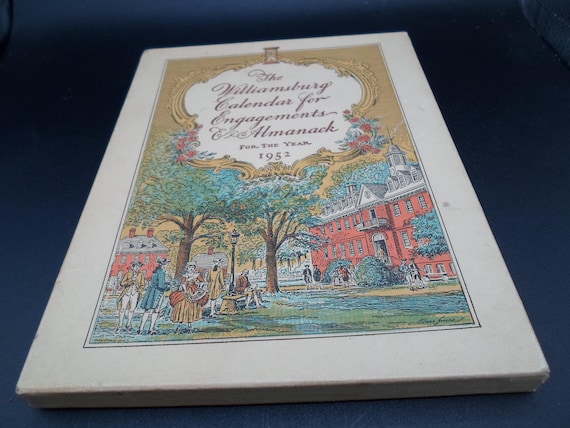 The
Williamsburg
Calendar for
Engagements
& Almanack
FOR THE YEAR
1952